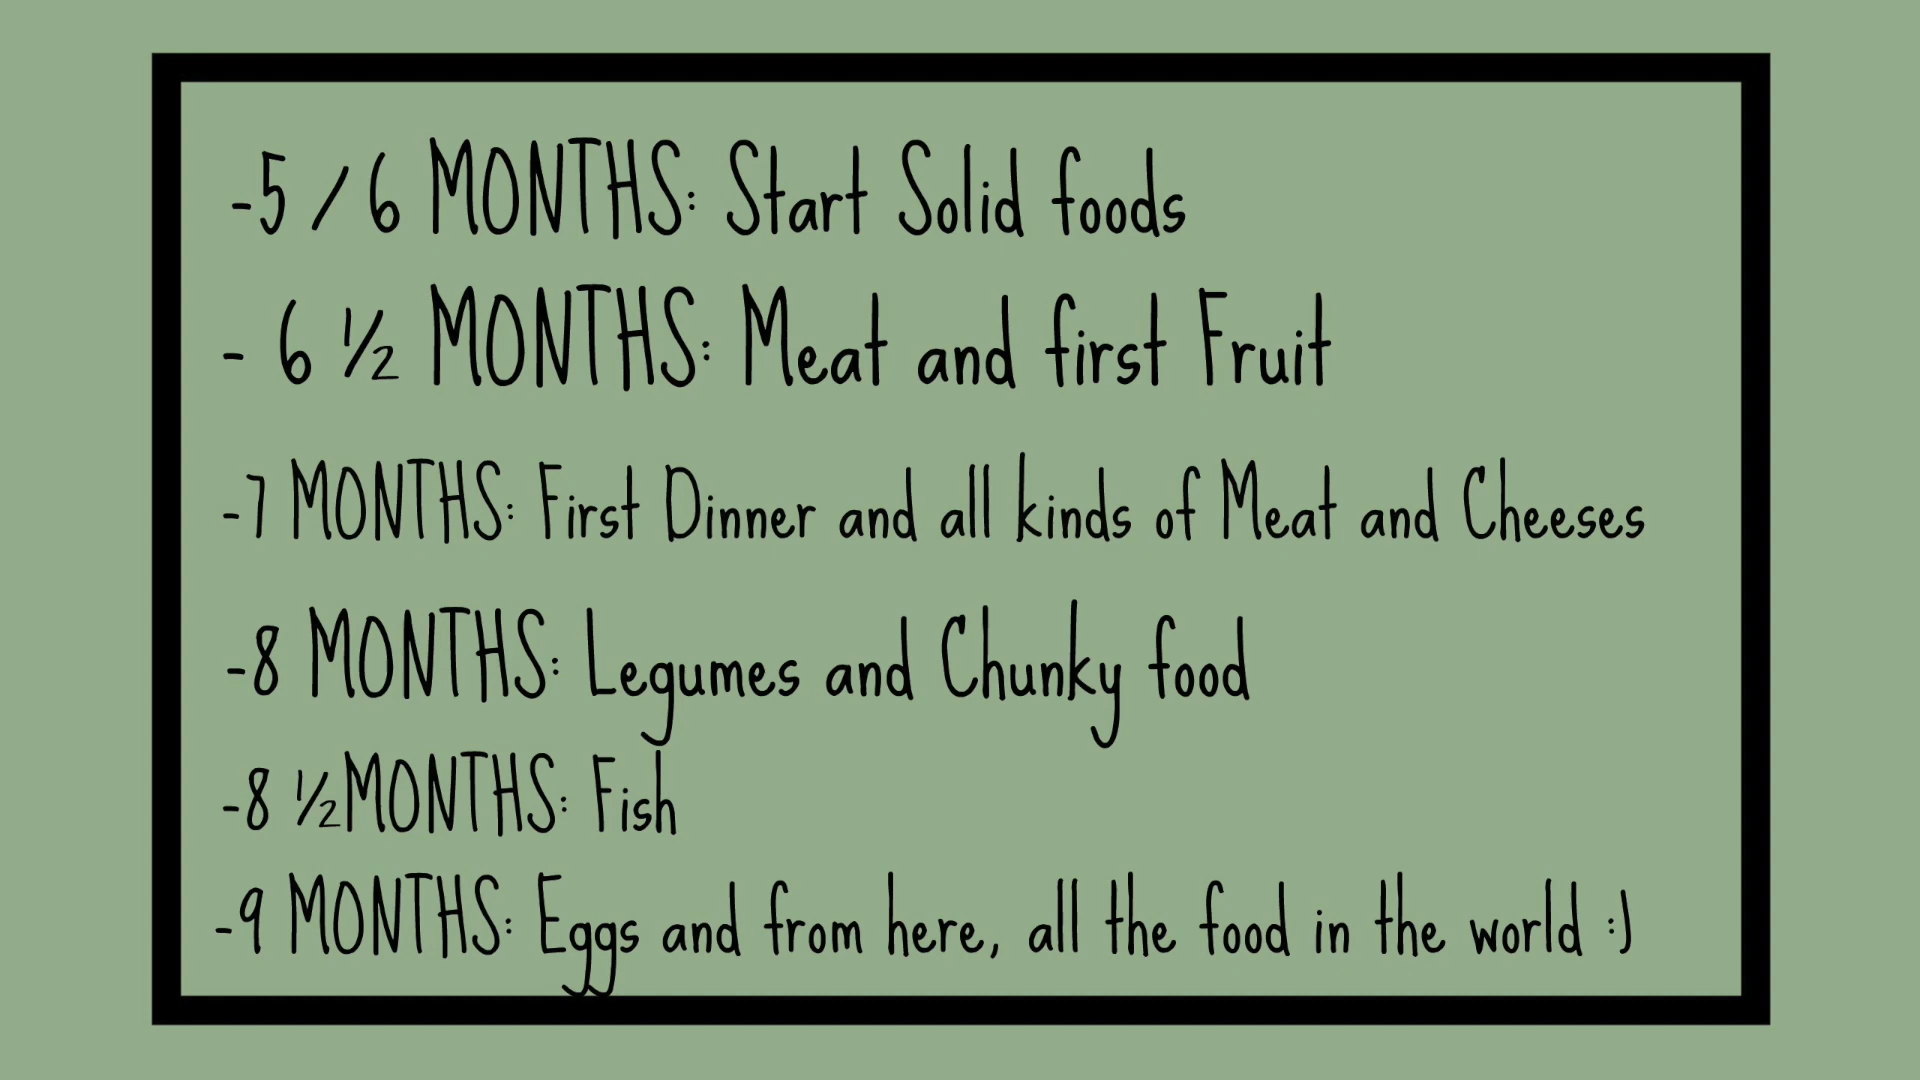 -5 / 6 MONTHS: Start Solid foods
- 6 ½ MONTHS: Meat and first Fruit
-7 MONTHS: First Dinner and all kinds of Meat and Cheeses
-8 MONTHS: Legumes and Chunky food
-8 ½MONTHS: Fish
-9 MONTHS: Eggs and from here, all the food in the world :)